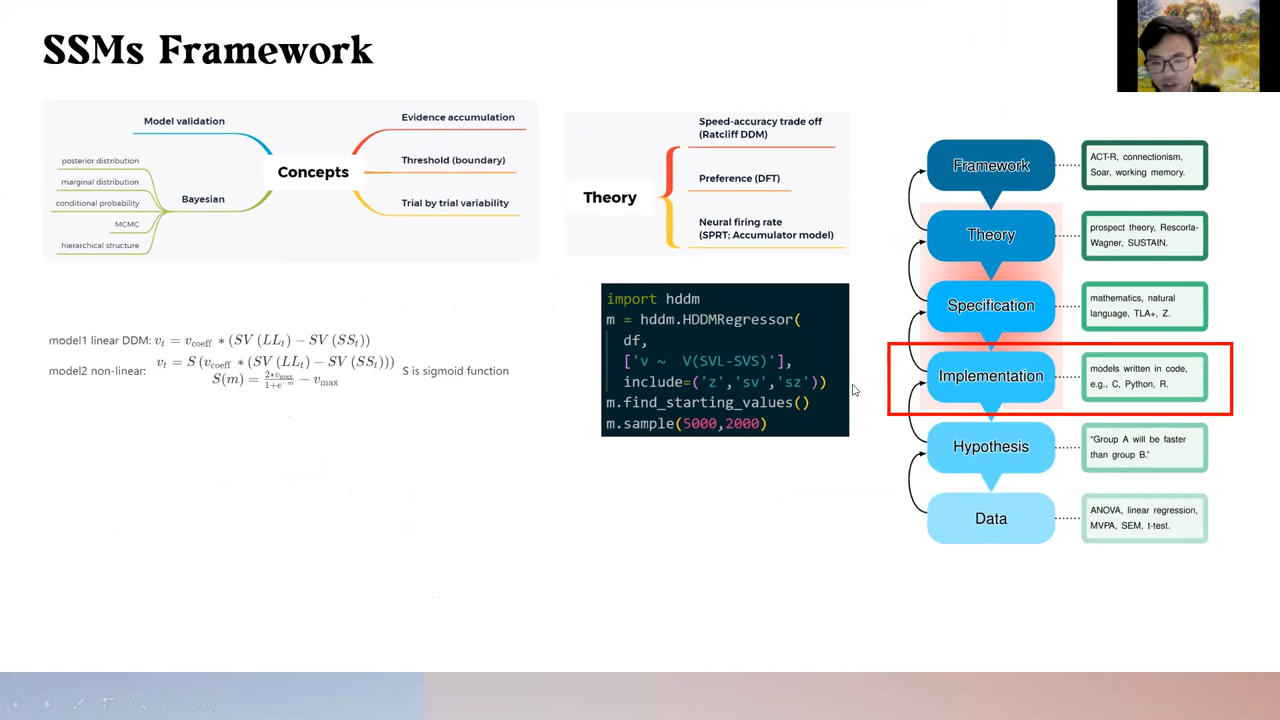 SSMs Framework
Model validation
posterior distribution
marginal distribution
conditional probability
MCMC
hierarchical structure
Bayesian
Concepts
Evidence accumulation
Threshold (boundary)
Trial by trial variability
Theory
Speed-accuracy trade off
(Ratcliff DDM)
Preference (DFT)
Neural firing rate
(SPRT; Accumulator model)
model1 linear DDM: v_t = v_coeff * (SV (LL_t) − SV (SS_t))
model2 non-linear: v_t = S (v_coeff * (SV (LL_t) − SV (SS_t))) S is sigmoid function
S(m) = 2*v_max / 1+e^−m − v_max
import hddm
m = hddm.HDDMRegressor(
df,
['v ~ V(SVL-SVS)'],
include=('z','sv','sz'))
m.find_starting_values()
m.sample(5000,2000)
Framework
ACT-R, connectionism,
Soar, working memory.
Theory
prospect theory, Rescorla-
Wagner, SUSTAIN.
Specification
mathematics, natural
language, TLA+, Z.
Implementation
models written in code,
e.g., C, Python, R.
Hypothesis
"Group A will be faster
than group B."
Data
ANOVA, linear regression,
MVPA, SEM, t-test.